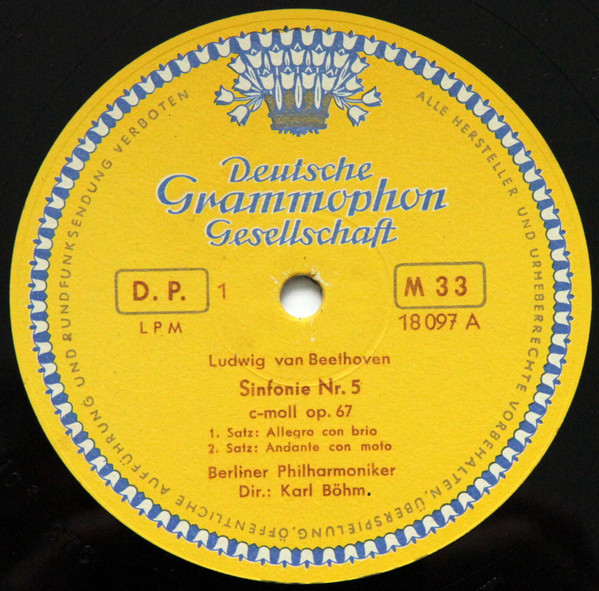 Deutsche
Grammophon
Gesellschaft
D. P. 1
LPM
M 33
18 097 A
Ludwig van Beethoven
Sinfonie Nr. 5
c-moll op. 67
1. Satz: Allegro con brio
2. Satz: Andante con moto
Berliner Philharmoniker
Dir.: Karl Böhm.
ALLE HERSTELLER UND URHEBERRECHTE VORBEHALTEN, ÜBERSPIELUNG, ÖFFENTLICHE AUFFÜHRUNG UND RUNDFUNKSENDUNG VERBOTEN